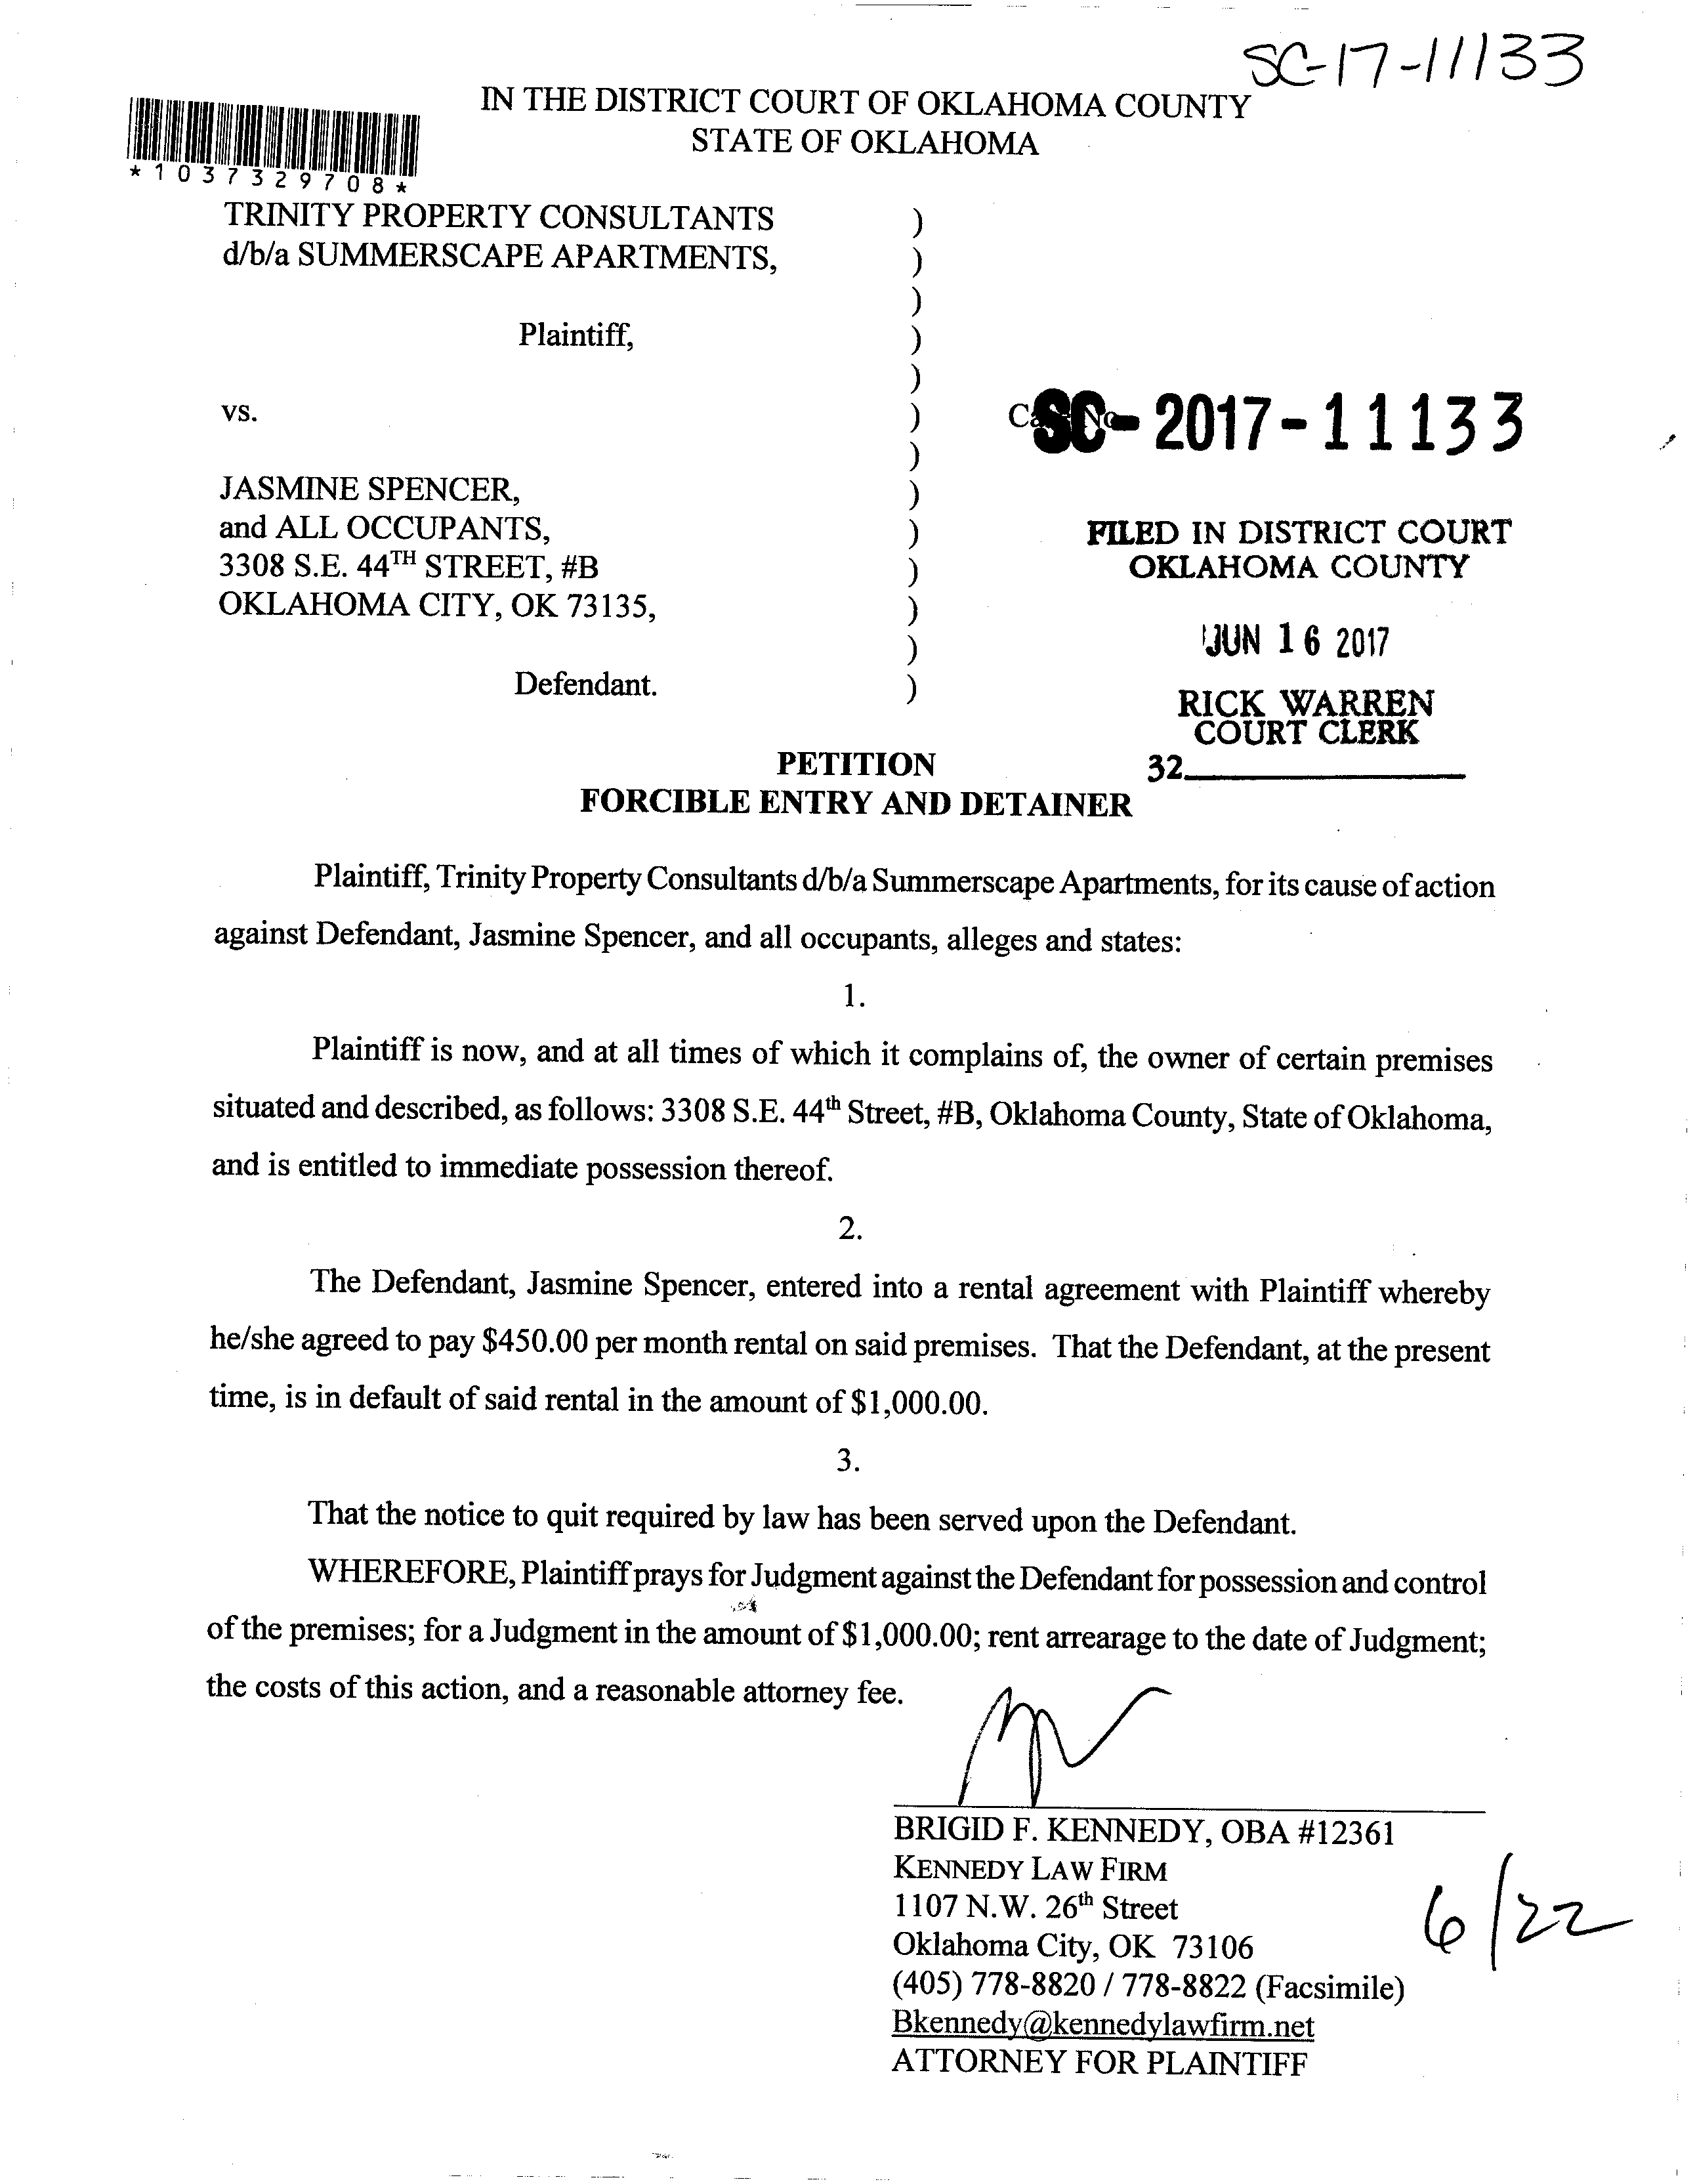 SC-17-11133
IN THE DISTRICT COURT OF OKLAHOMA COUNTY
STATE OF OKLAHOMA
*1037329708*
TRINITY PROPERTY CONSULTANTS )
d/b/a SUMMERSCAPE APARTMENTS, )
)
Plaintiff, )
)
vs. )
SC-2017-11133
)
JASMINE SPENCER, )
and ALL OCCUPANTS, )
3308 S.E. 44TH STREET, #B )
OKLAHOMA CITY, OK 73135, )
)
Defendant. )
FILED IN DISTRICT COURT
OKLAHOMA COUNTY
JUN 16 2017
RICK WARREN
COURT CLERK
32
PETITION
FORCIBLE ENTRY AND DETAINER
Plaintiff, Trinity Property Consultants d/b/a Summerscape Apartments, for its cause of action
against Defendant, Jasmine Spencer, and all occupants, alleges and states:
1.
Plaintiff is now, and at all times of which it complains of, the owner of certain premises
situated and described, as follows: 3308 S.E. 44th Street, #B, Oklahoma County, State of Oklahoma,
and is entitled to immediate possession thereof.
2.
The Defendant, Jasmine Spencer, entered into a rental agreement with Plaintiff whereby
he/she agreed to pay $450.00 per month rental on said premises. That the Defendant, at the present
time, is in default of said rental in the amount of $1,000.00.
3.
That the notice to quit required by law has been served upon the Defendant.
WHEREFORE, Plaintiff prays for Judgment against the Defendant for possession and control
of the premises; for a Judgment in the amount of $1,000.00; rent arrearage to the date of Judgment;
the costs of this action, and a reasonable attorney fee.
BRIGID F. KENNEDY, OBA #12361
KENNEDY LAW FIRM
1107 N.W. 26th Street
Oklahoma City, OK 73106
(405) 778-8820 / 778-8822 (Facsimile)
Bkennedy@kennedylawfirm.net
ATTORNEY FOR PLAINTIFF
6/22